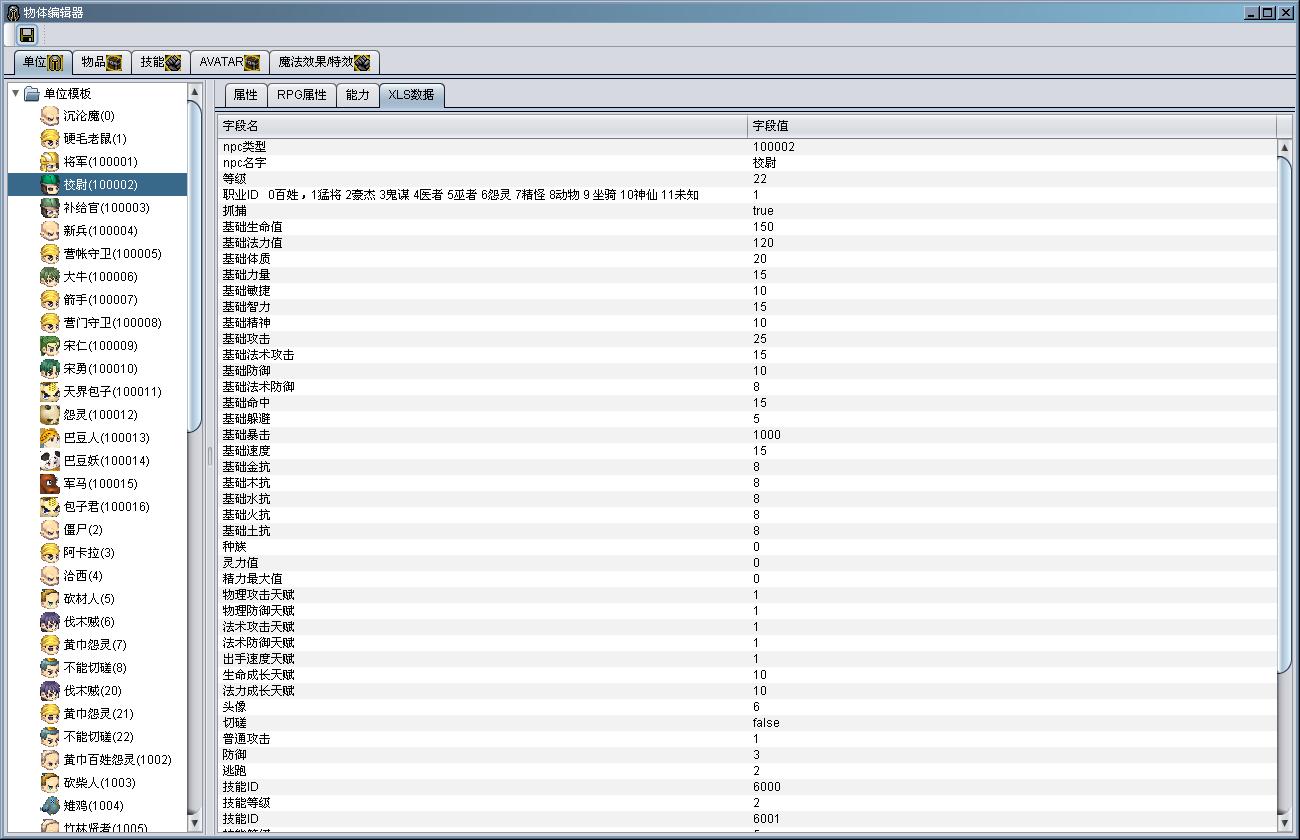 物体编辑器
单位 物品 技能 AVATAR 魔法效果/特效
单位模板
沉沦魔(0)
硬毛老鼠(1)
将军(100001)
校尉(100002)
补给官(100003)
新兵(100004)
营帐守卫(100005)
大牛(100006)
箭手(100007)
营门守卫(100008)
宋仁(100009)
宋勇(100010)
天界包子(100011)
怨灵(100012)
巴豆人(100013)
巴豆妖(100014)
军马(100015)
包子君(100016)
僵尸(2)
阿卡拉(3)
洽西(4)
砍材人(5)
伐木贼(6)
黄巾怨灵(7)
不能切磋(8)
伐木贼(20)
黄巾怨灵(21)
不能切磋(22)
黄巾百姓怨灵(1002)
砍柴人(1003)
雉鸡(1004)
竹林贤者(1005)
属性 RPG属性 能力 XLS数据
字段名 字段值
npc类型 100002
npc名字 校尉
等级 22
职业ID 0百姓，1猛将 2豪杰 3鬼谋 4医者 5巫者 6怨灵 7精怪 8动物 9 坐骑 10神仙 11未知 1
抓捕 true
基础生命值 150
基础法力值 120
基础体质 20
基础力量 15
基础敏捷 10
基础智力 15
基础精神 10
基础攻击 25
基础法术攻击 15
基础防御 10
基础法术防御 8
基础命中 15
基础躲避 5
基础暴击 1000
基础速度 15
基础金抗 8
基础木抗 8
基础水抗 8
基础火抗 8
基础土抗 8
种族 0
灵力值 0
精力最大值 0
物理攻击天赋 1
物理防御天赋 1
法术攻击天赋 1
法术防御天赋 1
出手速度天赋 1
生命成长天赋 10
法力成长天赋 10
头像 6
切磋 false
普通攻击 1
防御 3
逃跑 2
技能ID 6000
技能等级 2
技能ID 6001